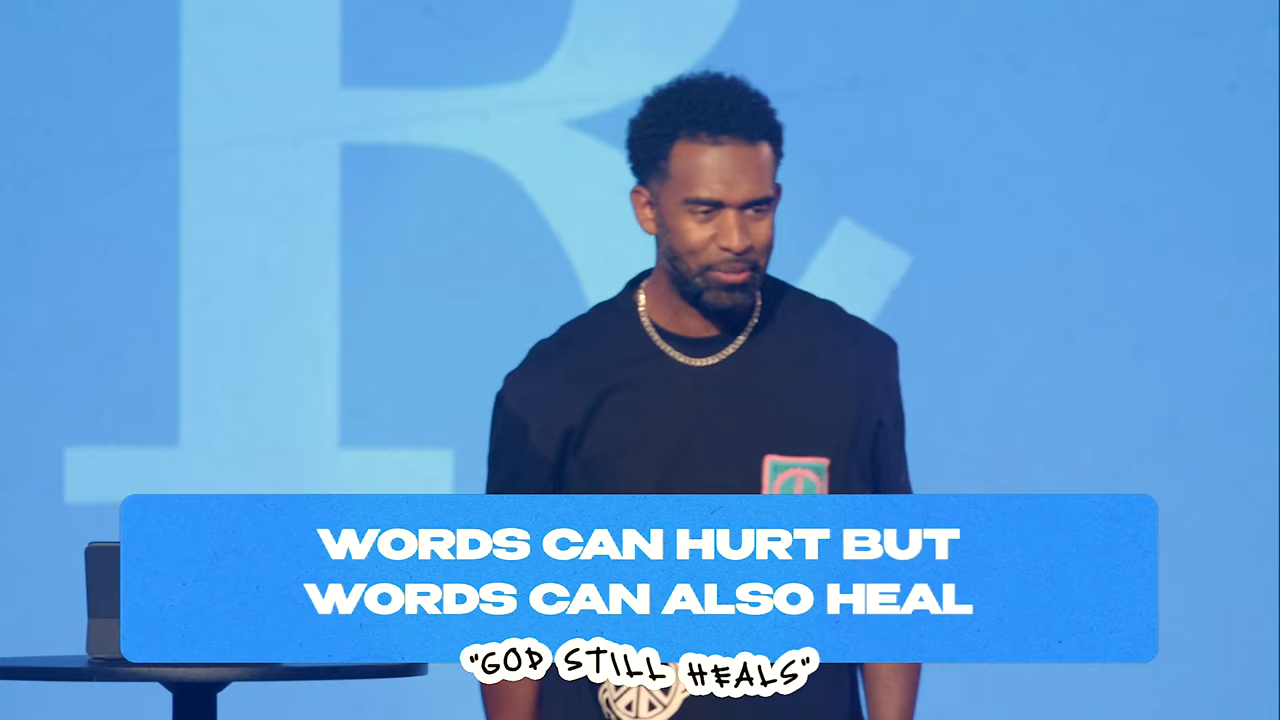 R
WORDS CAN HURT BUT
WORDS CAN ALSO HEAL
"GOD STILL HEALS"